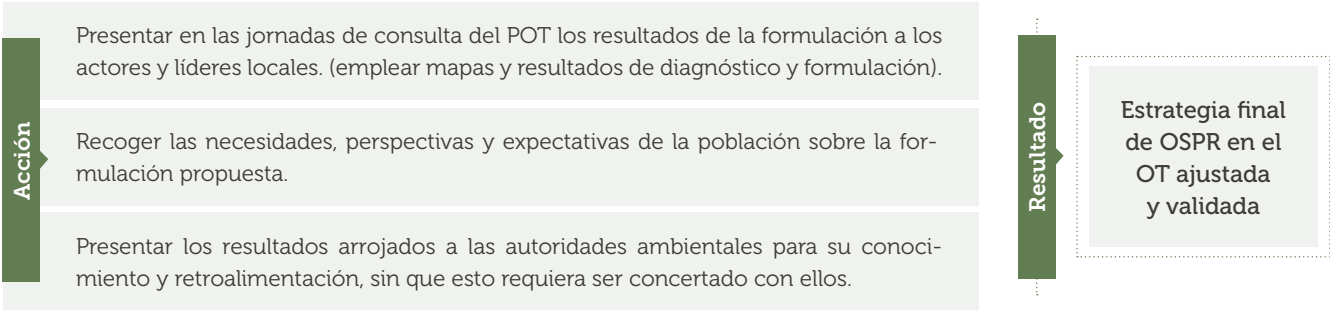 Acción
Presentar en las jornadas de consulta del POT los resultados de la formulación a los
actores y líderes locales. (emplear mapas y resultados de diagnóstico y formulación).
Recoger las necesidades, perspectivas y expectativas de la población sobre la for-
mulación propuesta.
Presentar los resultados arrojados a las autoridades ambientales para su conoci-
miento y retroalimentación, sin que esto requiera ser concertado con ellos.
Resultado
Estrategia final
de OSPR en el
OT ajustada
y validada